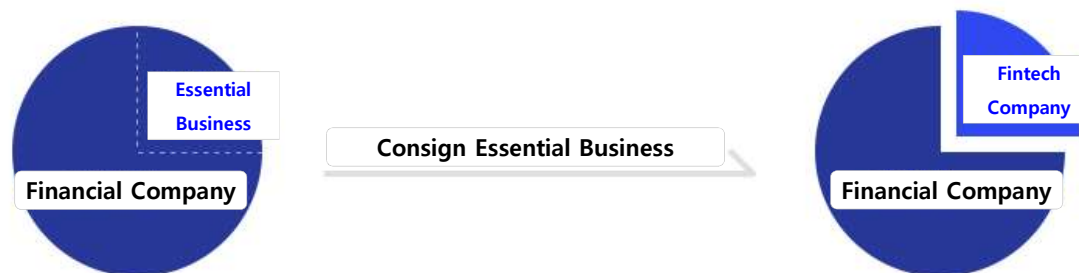 Essential
Business
Financial Company
Consign Essential Business
Fintech
Company
Financial Company